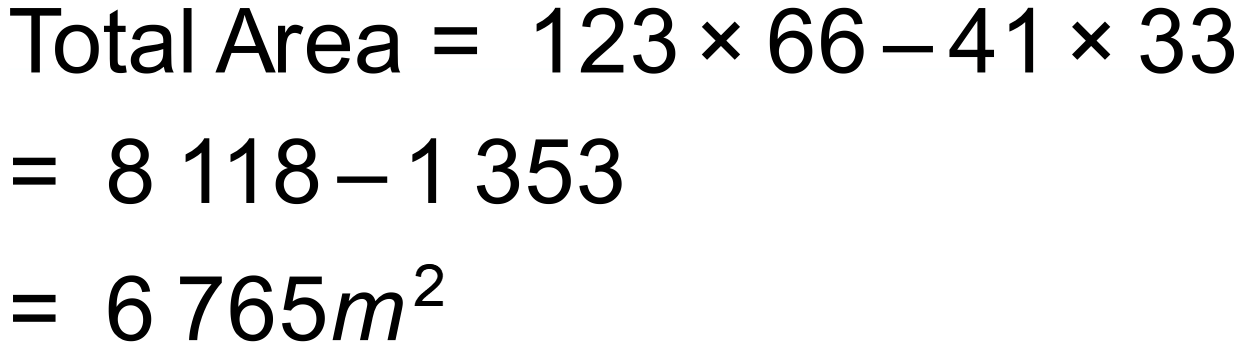 Total Area = 123 × 66 – 41 × 33
= 8 118 – 1 353
= 6 765m²